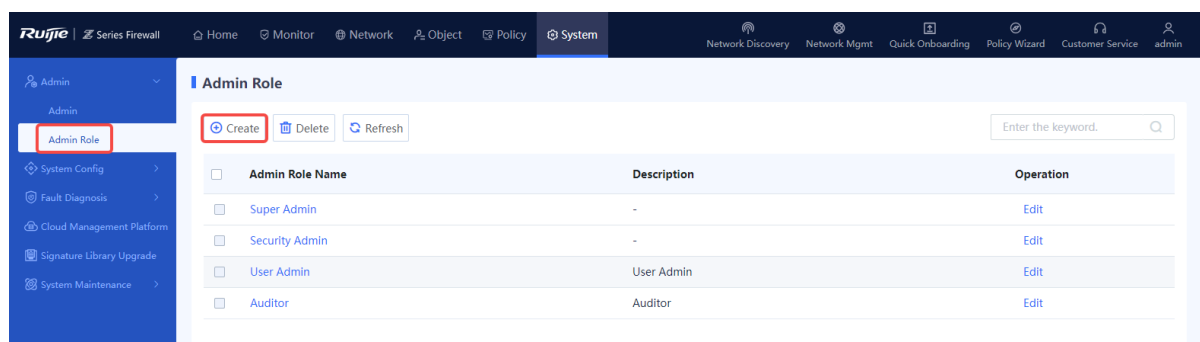 Ruijie | Z Series Firewall Home Monitor Network Object Policy System Network Discovery Network Mgmt Quick Onboarding Policy Wizard Customer Service admin
Admin
Admin
Admin Role
System Config
Fault Diagnosis
Cloud Management Platform
Signature Library Upgrade
System Maintenance
Admin Role
Create Delete Refresh Enter the keyword.
Admin Role Name Description Operation
Super Admin - Edit
Security Admin - Edit
User Admin User Admin Edit
Auditor Auditor Edit